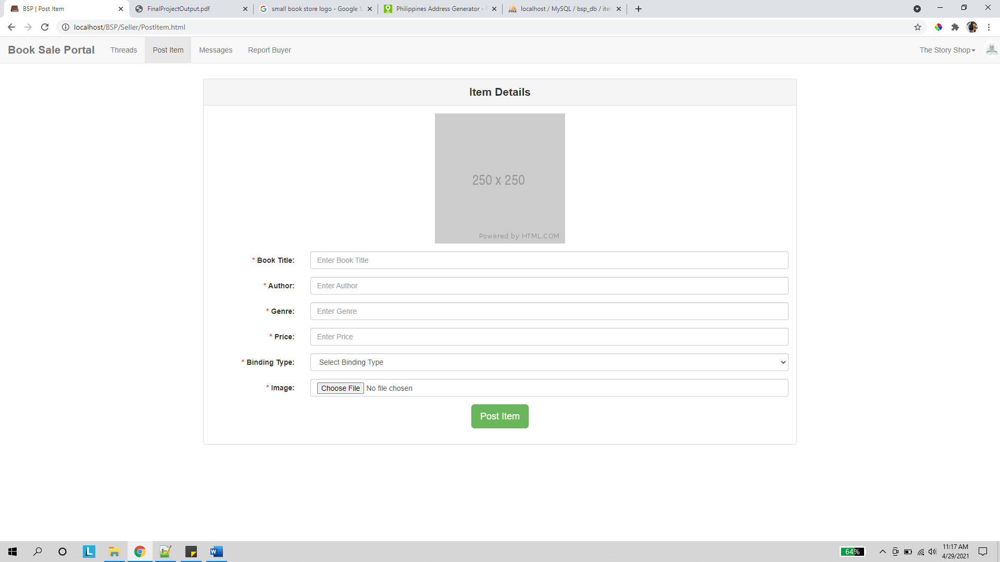 BSP | Post Item
FinalProjectOutput.pdf
small book store logo - Google S
Philippines Address Generator -
localhost / MySQL / bsp_db / ite
localhost/BSP/Seller/PostItem.html
Book Sale Portal
Threads
Post Item
Messages
Report Buyer
The Story Shop
Item Details
250 x 250
Powered by HTML.COM
* Book Title:
Enter Book Title
* Author:
Enter Author
* Genre:
Enter Genre
* Price:
Enter Price
* Binding Type:
Select Binding Type
* Image:
Choose File No file chosen
Post Item
64%
11:17 AM
4/29/2021